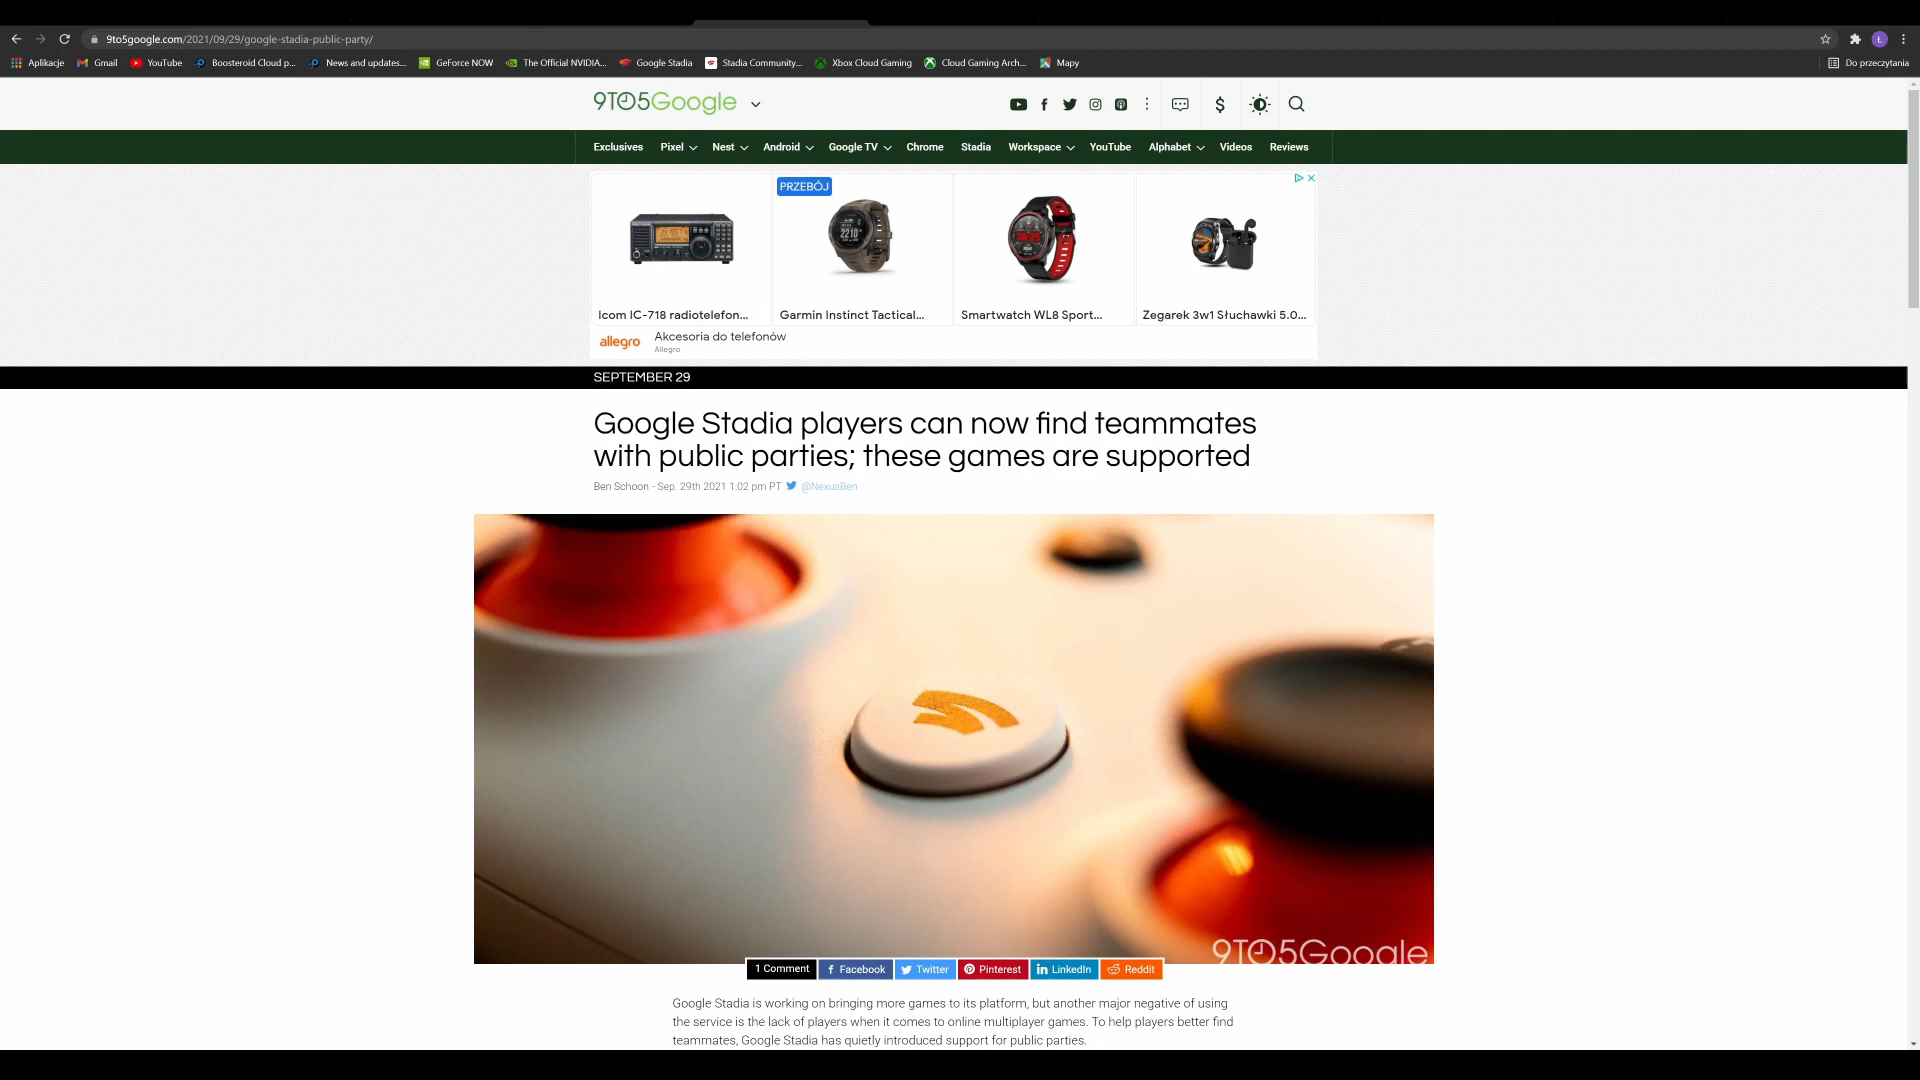 9to5google.com/2021/09/29/google-stadia-public-party/
Aplikacje Gmail YouTube Boosteroid Cloud p... News and updates... GeForce NOW The Official NVIDIA... Google Stadia Stadia Community... Xbox Cloud Gaming Cloud Gaming Arch... Mapy Do przeczytania
9TO5Google
Exclusives Pixel Nest Android Google TV Chrome Stadia Workspace YouTube Alphabet Videos Reviews
PRZEBÓJ
Icom IC-718 radiotelefon... Garmin Instinct Tactical... Smartwatch WL8 Sport... Zegarek 3w1 Słuchawki 5.0...
allegro Akcesoria do telefonów
Allegro
SEPTEMBER 29
Google Stadia players can now find teammates
with public parties; these games are supported
Ben Schoon - Sep. 29th 2021 1:02 pm PT @NexusBen
9TO5Google
1 Comment Facebook Twitter Pinterest LinkedIn Reddit
Google Stadia is working on bringing more games to its platform, but another major negative of using
the service is the lack of players when it comes to online multiplayer games. To help players better find
teammates, Google Stadia has quietly introduced support for public parties.